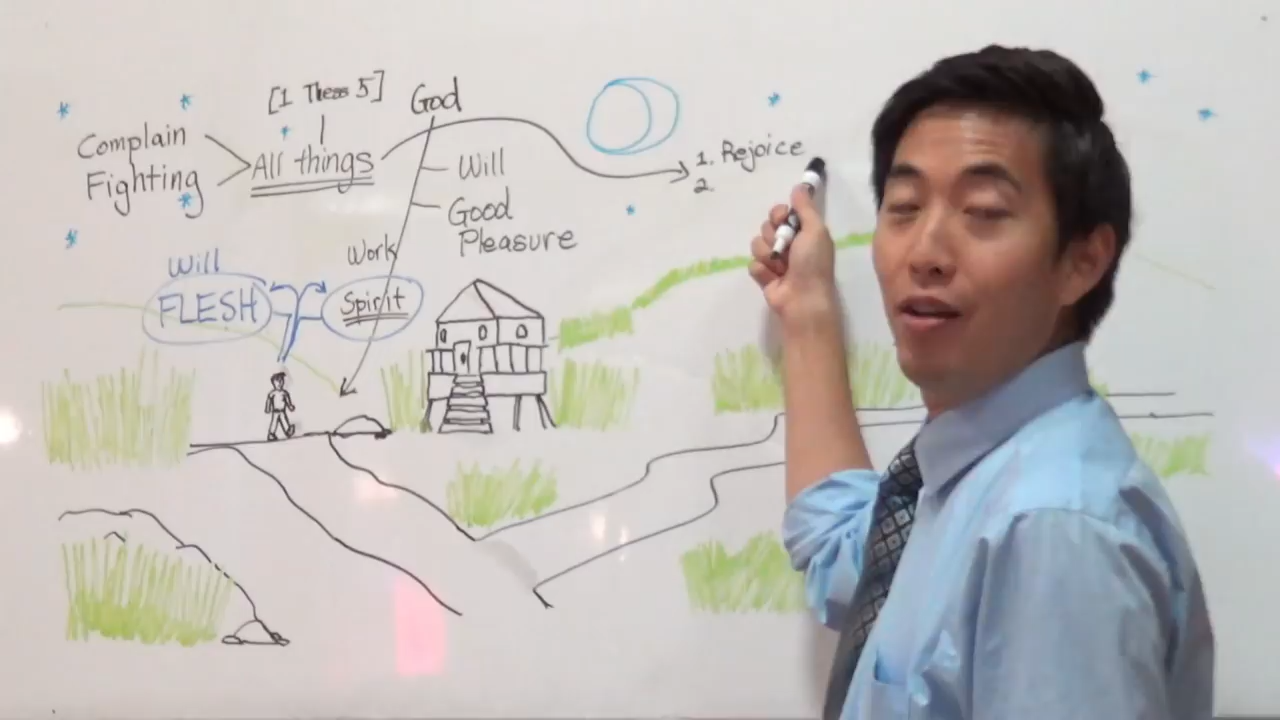 [1 Thess 5]
God
Complain
Fighting
All things
Will
Good
Pleasure
1. Rejoice
2.
Will
FLESH
Work
Spirit